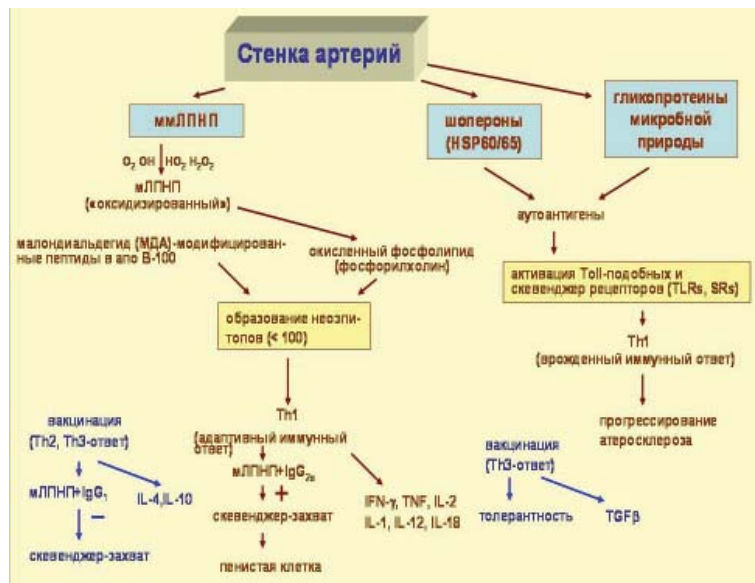 Стенка артерий
ммЛПНП
шопероны
(HSP60/65)
гликопротеины
микробной
природы
O2 OH HO2 H2O2
мЛПНП
(«оксидизированный»)
аутоантигены
малондиальдегид (МДА)-модифицирован-
ные пептиды в апо В-100
окисленный фосфолипид
(фосфорилхолин)
активация Toll-подобных и
скевенджер рецепторов (TLRs, SRs)
образование неоэпи-
топов (< 100)
Th1
(врожденный иммунный ответ)
прогрессирование
атеросклероза
Th1
(адаптивный иммунный
ответ)
мЛПНП+IgG2a
+
скевенджер-захват
пенистая клетка
IFN-γ, TNF, IL-2
IL-1, IL-12, IL-18
вакцинация
(Th2, Th3-ответ)
мЛПНП+IgG1
IL-4,IL-10
–
скевенджер-захват
вакцинация
(Th3-ответ)
толерантность
TGFβ